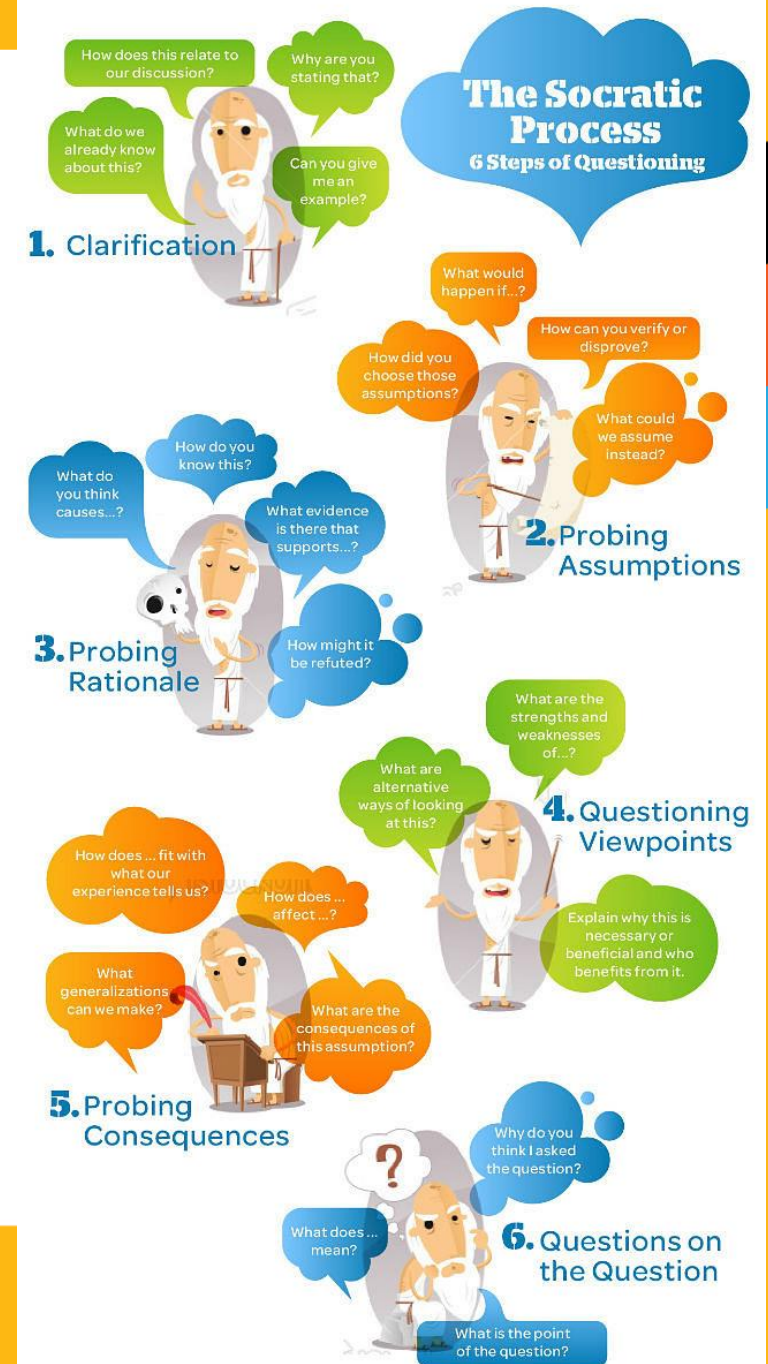 The Socratic
Process
6 Steps of Questioning
How does this relate to
our discussion?
Why are you
stating that?
What do we
already know
about this?
Can you give
me an
example?
1. Clarification
What would
happen if...?
How can you verify or
disprove?
How did you
choose those
assumptions?
What could
we assume
instead?
2. Probing
Assumptions
How do you
know this?
What do
you think
causes...?
What evidence
is there that
supports...?
How might it
be refuted?
3. Probing
Rationale
What are the
strengths and
weaknesses
of...?
What are
alternative
ways of looking
at this?
4. Questioning
Viewpoints
Explain why this is
necessary or
beneficial and who
benefits from it.
How does ... fit with
what our
experience tells us?
How does ...
affect ...?
What
generalizations
can we make?
What are the
consequences of
this assumption?
5. Probing
Consequences
Why do you
think I asked
the question?
?
What does ...
mean?
6. Questions on
the Question
What is the point
of the question?